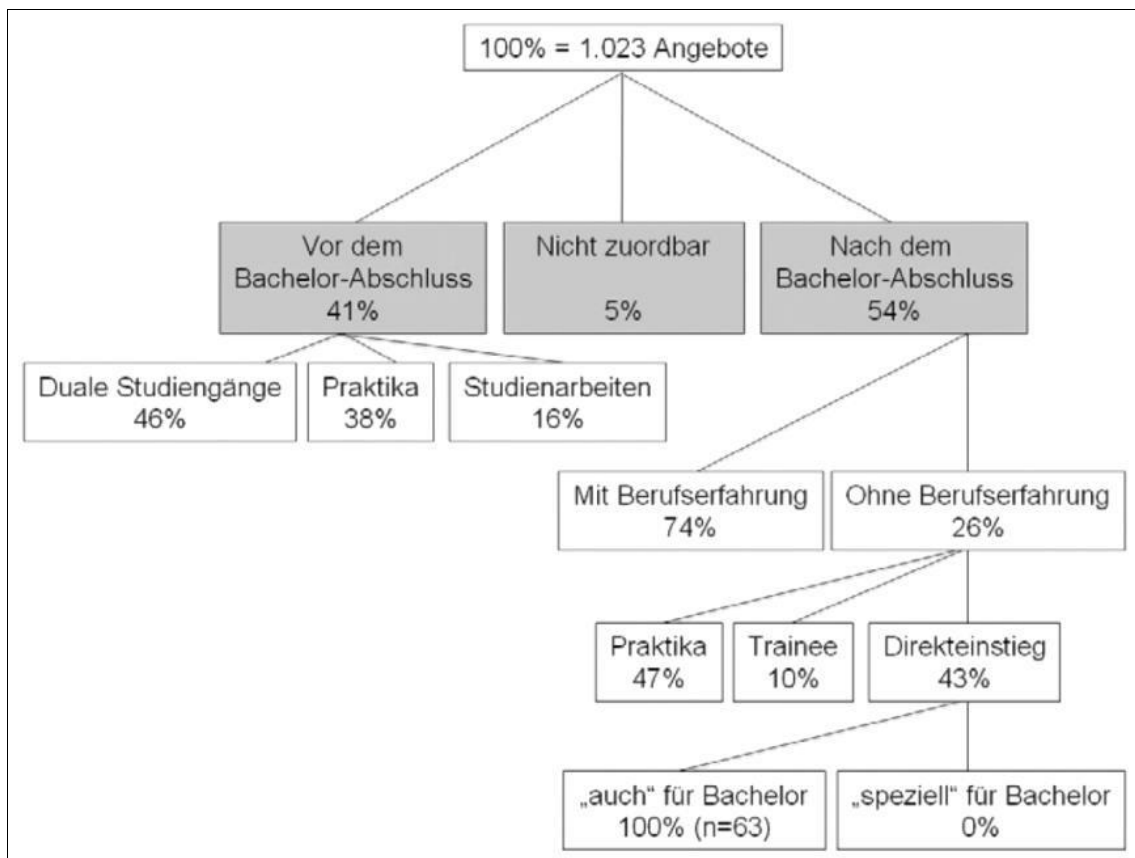 100% = 1.023 Angebote
Vor dem
Bachelor-Abschluss
41%
Nicht zuordbar
5%
Nach dem
Bachelor-Abschluss
54%
Duale Studiengänge
46%
Praktika
38%
Studienarbeiten
16%
Mit Berufserfahrung
74%
Ohne Berufserfahrung
26%
Praktika
47%
Trainee
10%
Direkteinstieg
43%
„auch“ für Bachelor
100% (n=63)
„speziell“ für Bachelor
0%